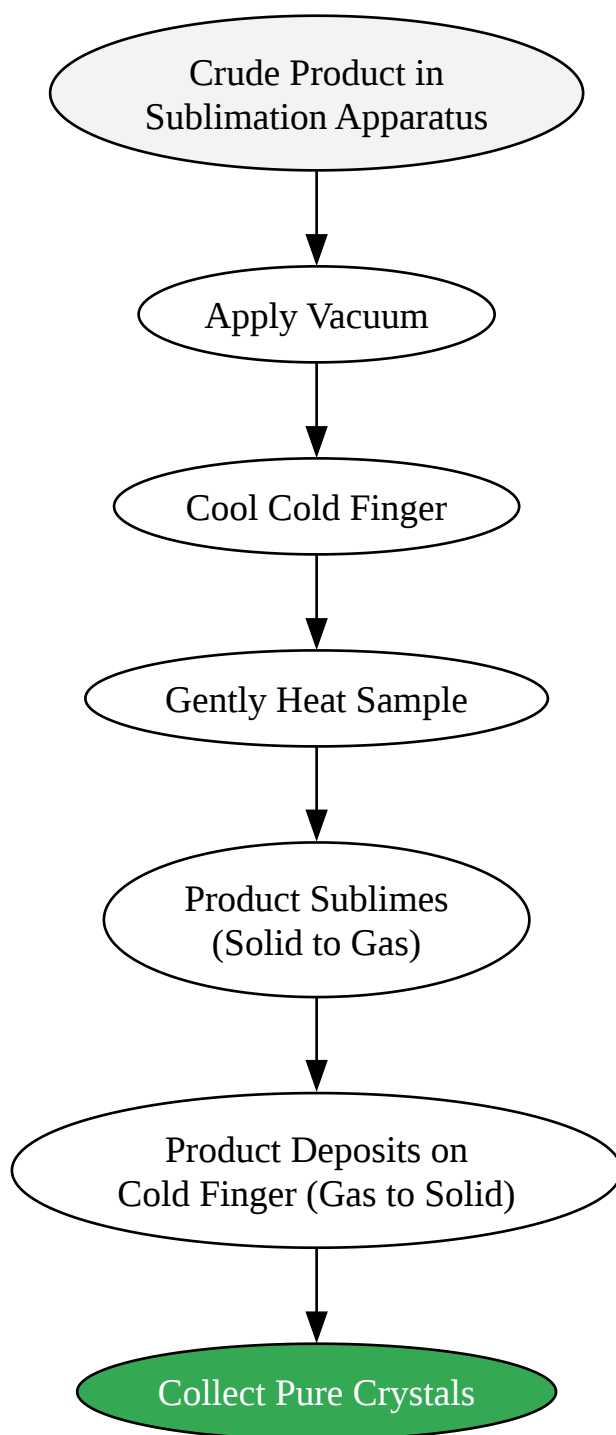 Crude Product in
Sublimation Apparatus
Apply Vacuum
Cool Cold Finger
Gently Heat Sample
Product Sublimes
(Solid to Gas)
Product Deposits on
Cold Finger (Gas to Solid)
Collect Pure Crystals